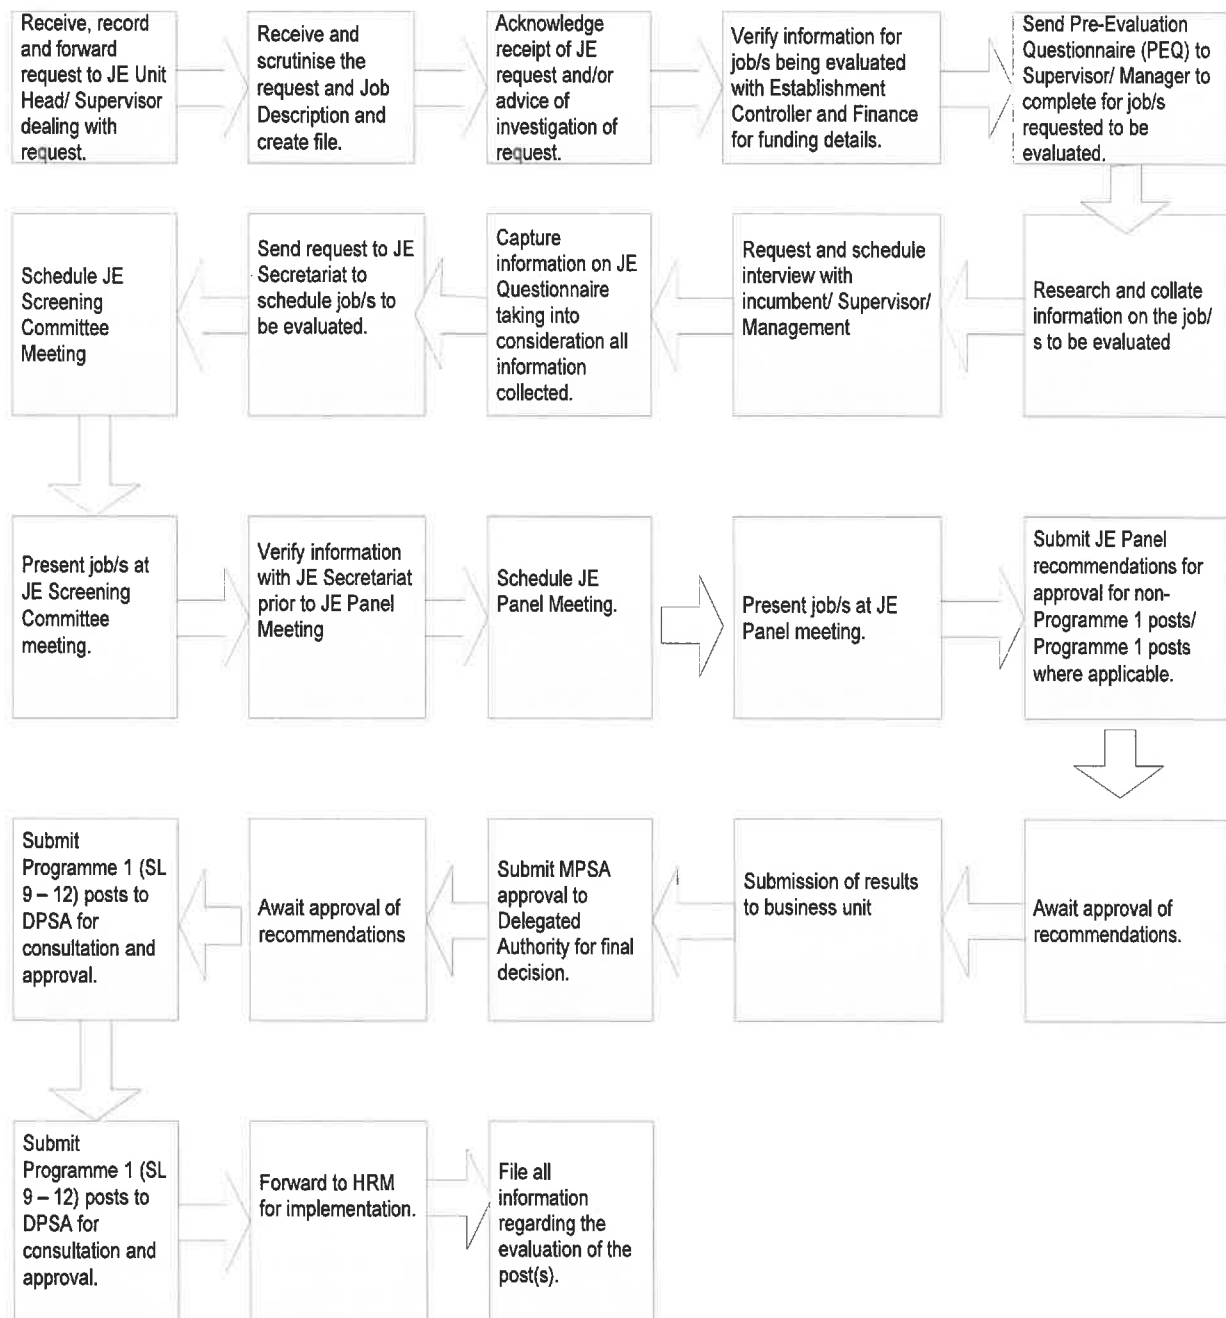 Receive, record
and forward
request to JE Unit
Head/ Supervisor
dealing with
request.
Receive and
scrutinise the
request and Job
Description and
create file.
Acknowledge
receipt of JE
request and/or
advice of
investigation of
request.
Verify information for
job/s being evaluated
with Establishment
Controller and Finance
for funding details.
Send Pre-Evaluation
Questionnaire (PEQ) to
Supervisor/ Manager to
complete for job/s
requested to be
evaluated.
Schedule JE
Screening
Committee
Meeting
Send request to JE
Secretariat to
schedule job/s to
be evaluated.
Capture
information on JE
Questionnaire
taking into
consideration all
information
collected.
Request and schedule
interview with
incumbent/ Supervisor/
Management
Research and collate
information on the job/
s to be evaluated
Present job/s at
JE Screening
Committee
meeting.
Verify information
with JE Secretariat
prior to JE Panel
Meeting
Schedule JE
Panel Meeting.
Present job/s at JE
Panel meeting.
Submit JE Panel
recommendations for
approval for non-
Programme 1 posts/
Programme 1 posts
where applicable.
Submit
Programme 1 (SL
9 – 12) posts to
DPSA for
consultation and
approval.
Await approval of
recommendations
Submit MPSA
approval to
Delegated
Authority for final
decision.
Submission of results
to business unit
Await approval of
recommendations.
Submit
Programme 1 (SL
9 – 12) posts to
DPSA for
consultation and
approval.
Forward to HRM
for implementation.
File all
information
regarding the
evaluation of the
post(s).